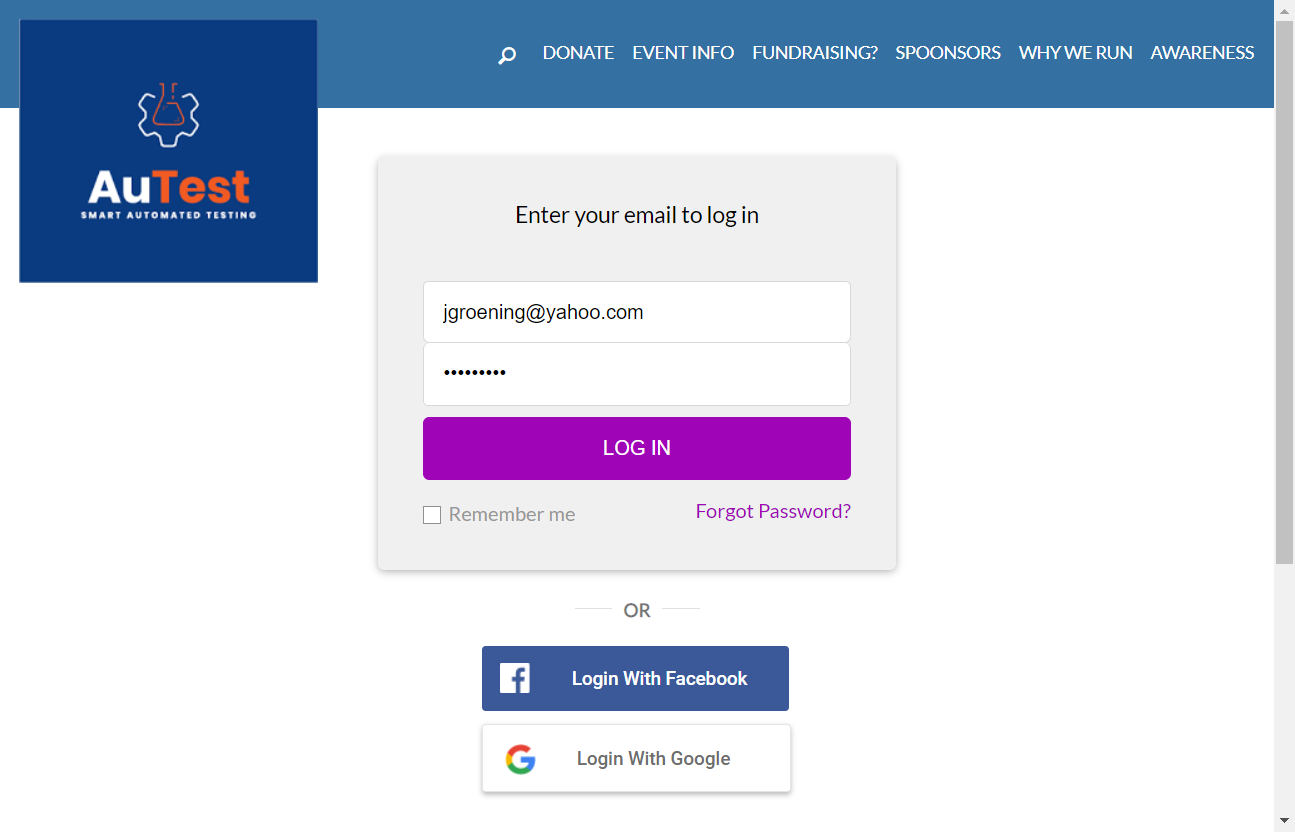 DONATE EVENT INFO FUNDRAISING? SPOONSORS WHY WE RUN AWARENESS
AuTest
SMART AUTOMATED TESTING
Enter your email to log in
jgroening@yahoo.com
•••••••••
LOG IN
Remember me Forgot Password?
OR
Login With Facebook
Login With Google